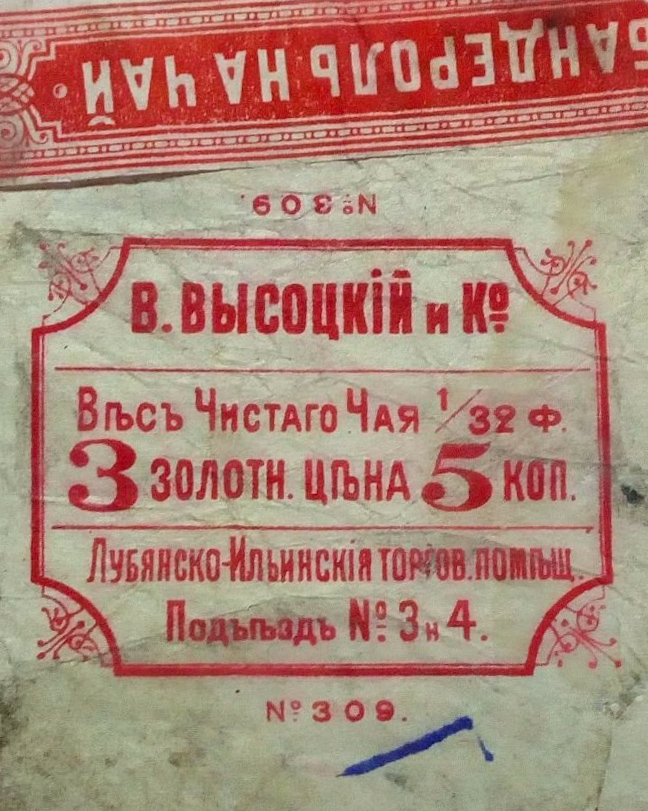 БАНДЕРОЛЬ НА ЧАЙ
№ 309.
В. ВЫСОЦКІЙ и Ко
Вѣсъ Чистаго Чая 1/32 Ф.
3 золотн. цѣна 5 коп.
Лубянско-Ильинскія торгов. помѣщ.
Подъѣздъ № 3 и 4.
№ 309.